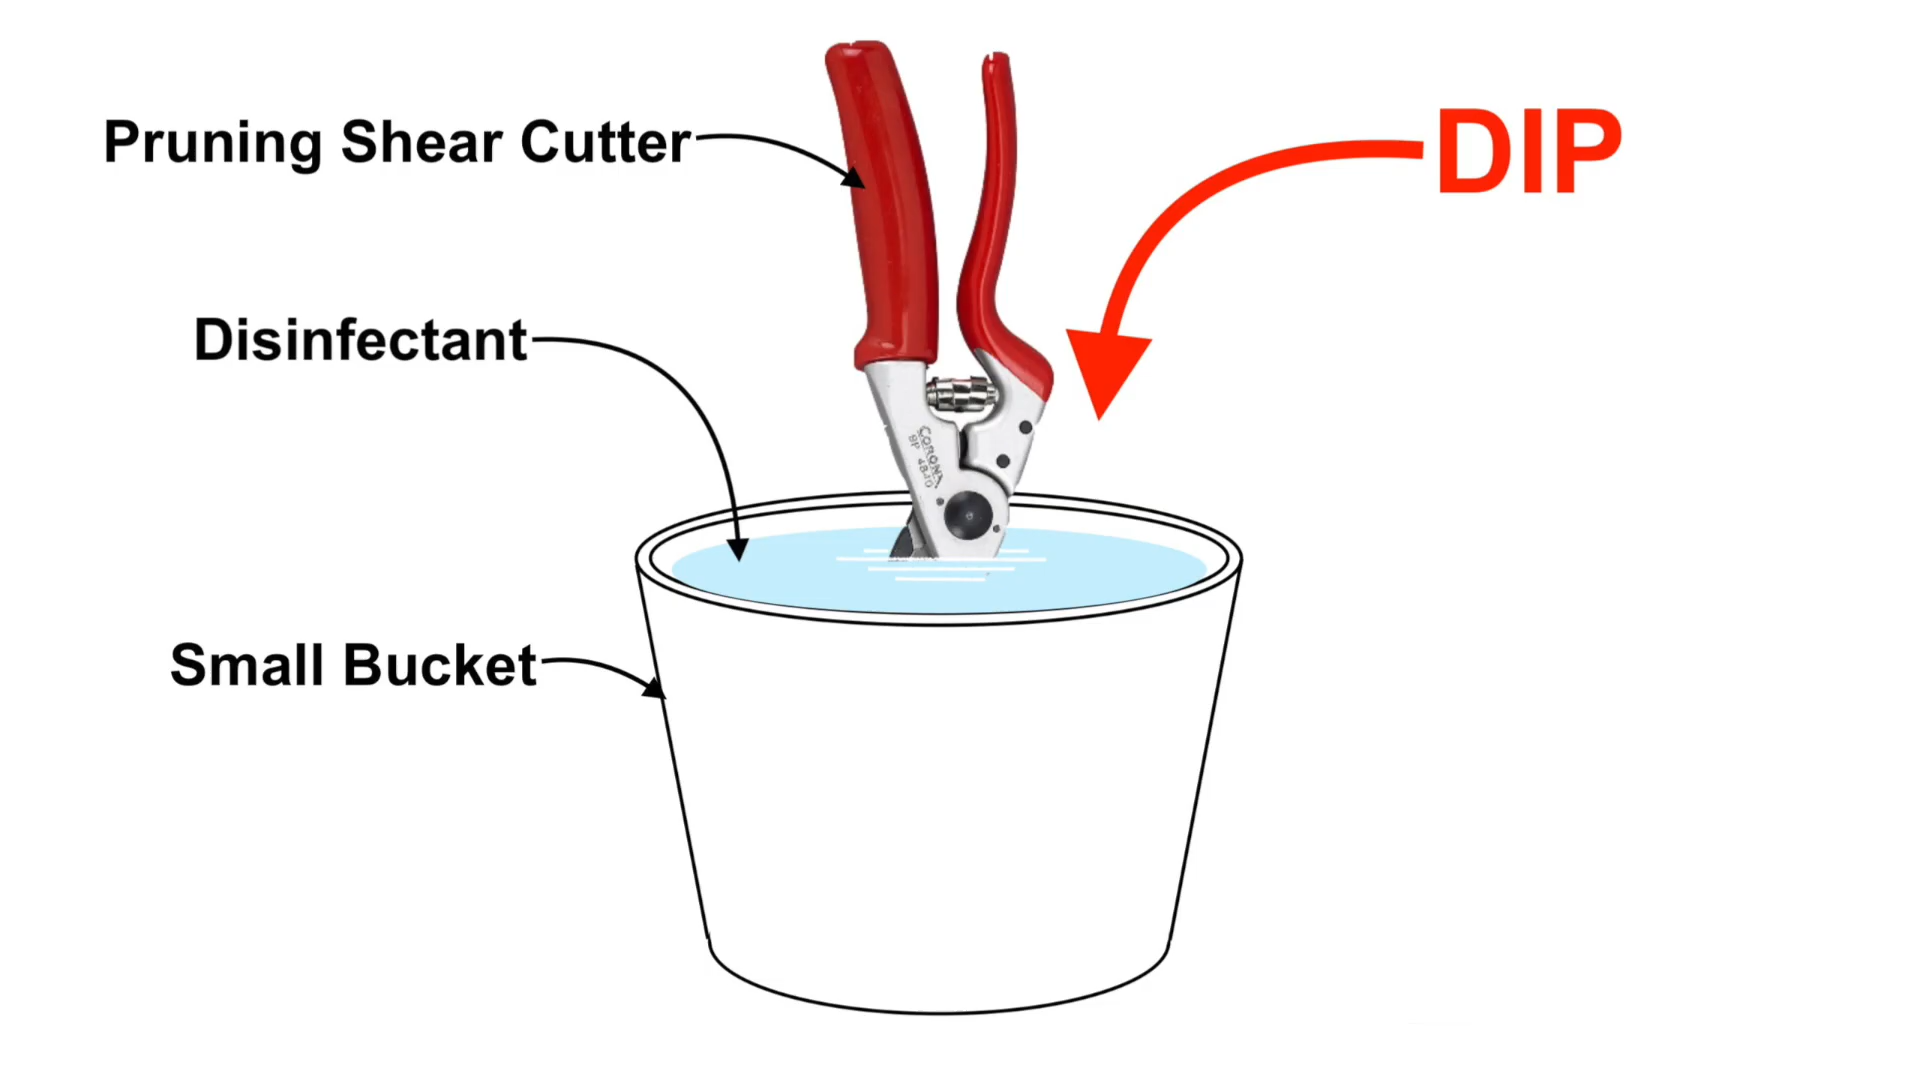 Pruning Shear Cutter
DIP
Disinfectant
CORONA
Small Bucket